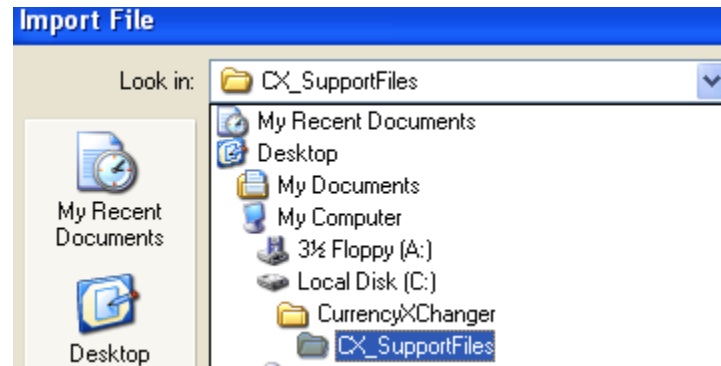 Import File
Look in:
CX_SupportFiles
My Recent Documents
Desktop
My Documents
My Computer
3½ Floppy (A:)
Local Disk (C:)
CurrencyXChanger
CX_SupportFiles
My Recent
Documents
Desktop